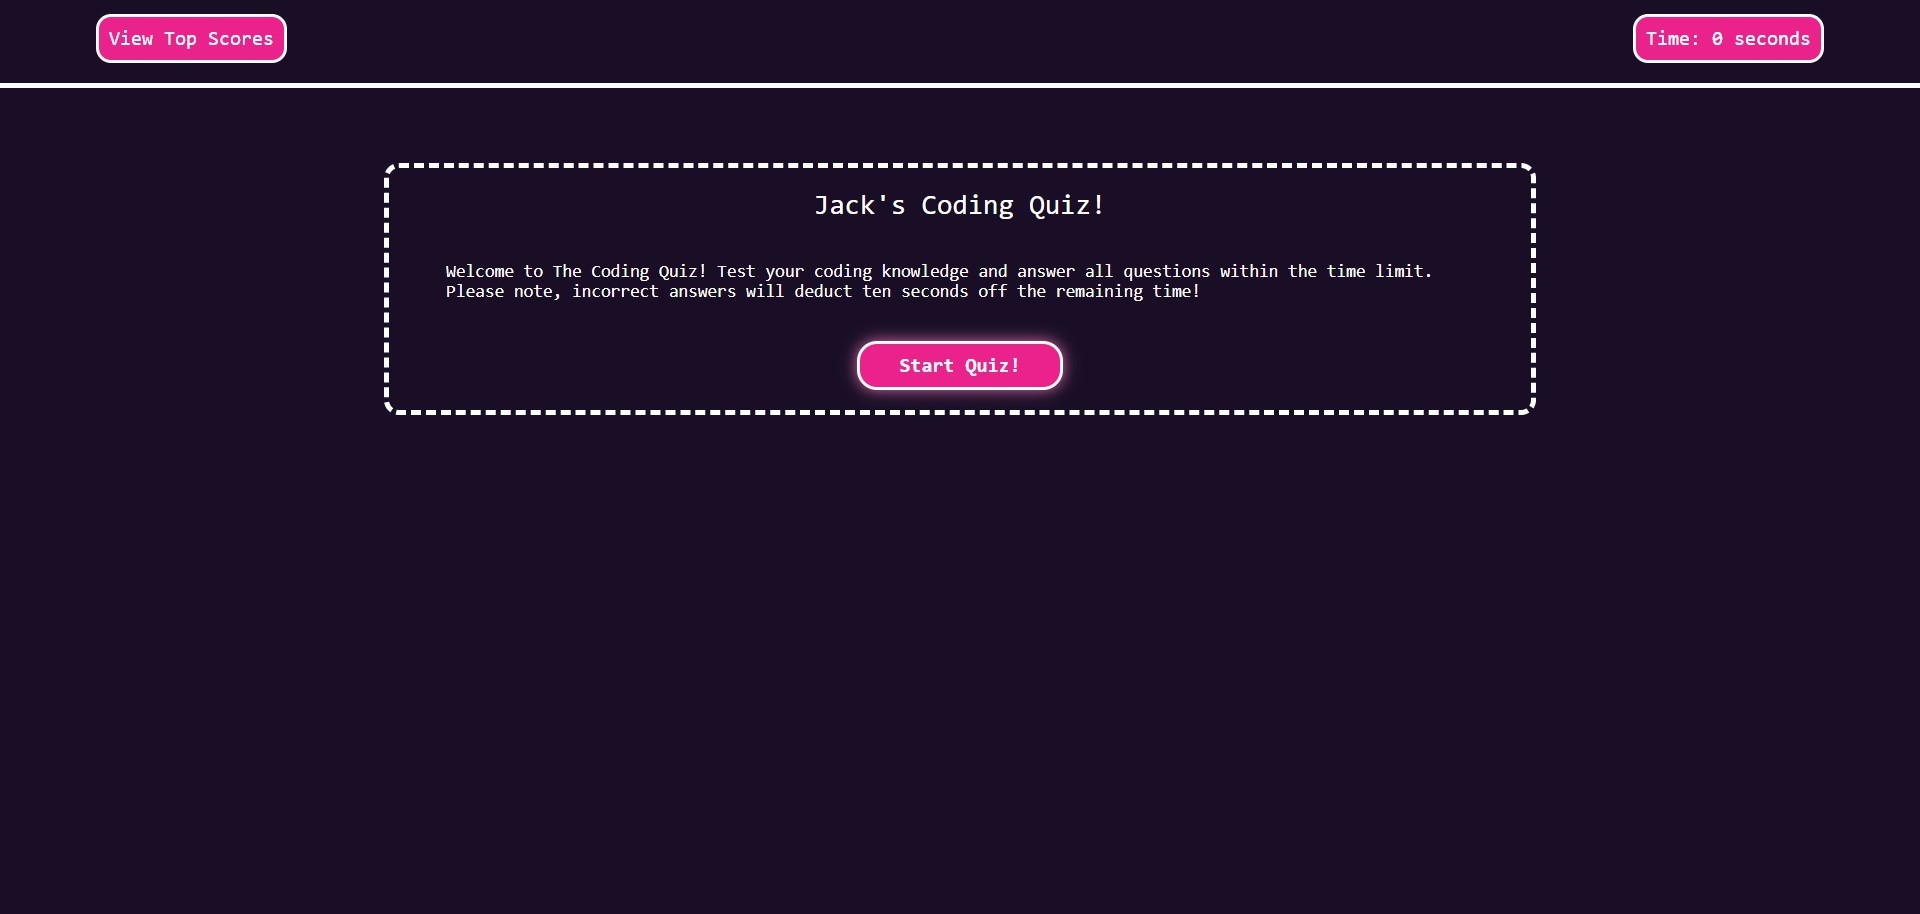 View Top Scores
Time: 0 seconds
Jack's Coding Quiz!
Welcome to The Coding Quiz! Test your coding knowledge and answer all questions within the time limit.
Please note, incorrect answers will deduct ten seconds off the remaining time!
Start Quiz!